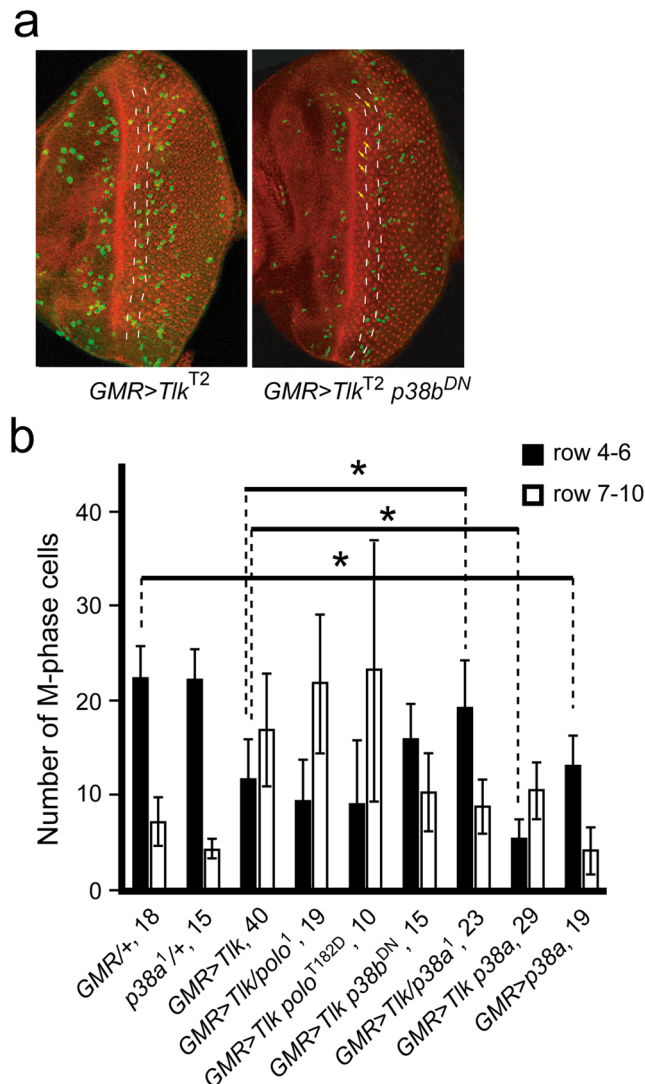 a
GMR>Tlk^T2
GMR>Tlk^T2 p38b^DN
b
row 4-6
row 7-10
*
*
*
Number of M-phase cells
40
30
20
10
0
GMR/+, 18
p38a^1/+, 15
GMR>Tlk, 40
GMR>Tlk/polo^1, 19
GMR>Tlk polo^T182D, 10
GMR>Tlk p38b^DN, 15
GMR>Tlk/p38a^1, 23
GMR>Tlk p38a, 29
GMR>p38a, 19